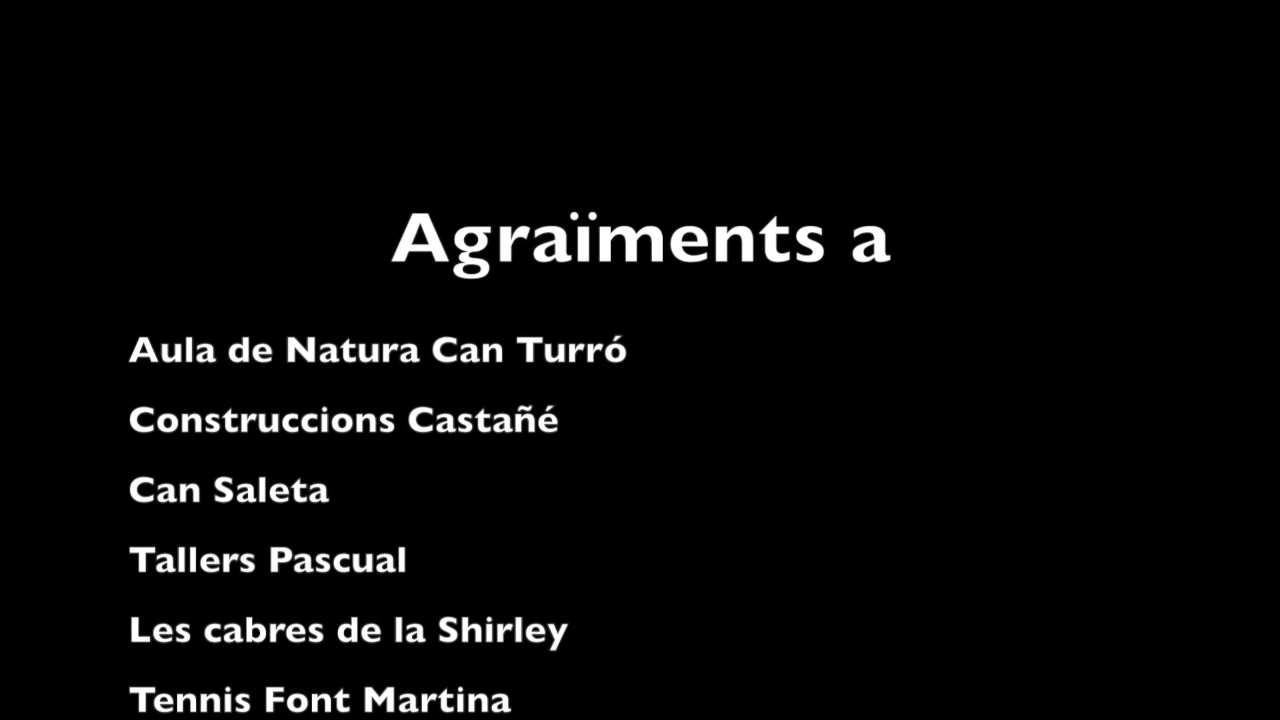 Agraïments a
Aula de Natura Can Turró
Construccions Castañé
Can Saleta
Tallers Pascual
Les cabres de la Shirley
Tennis Font Martina